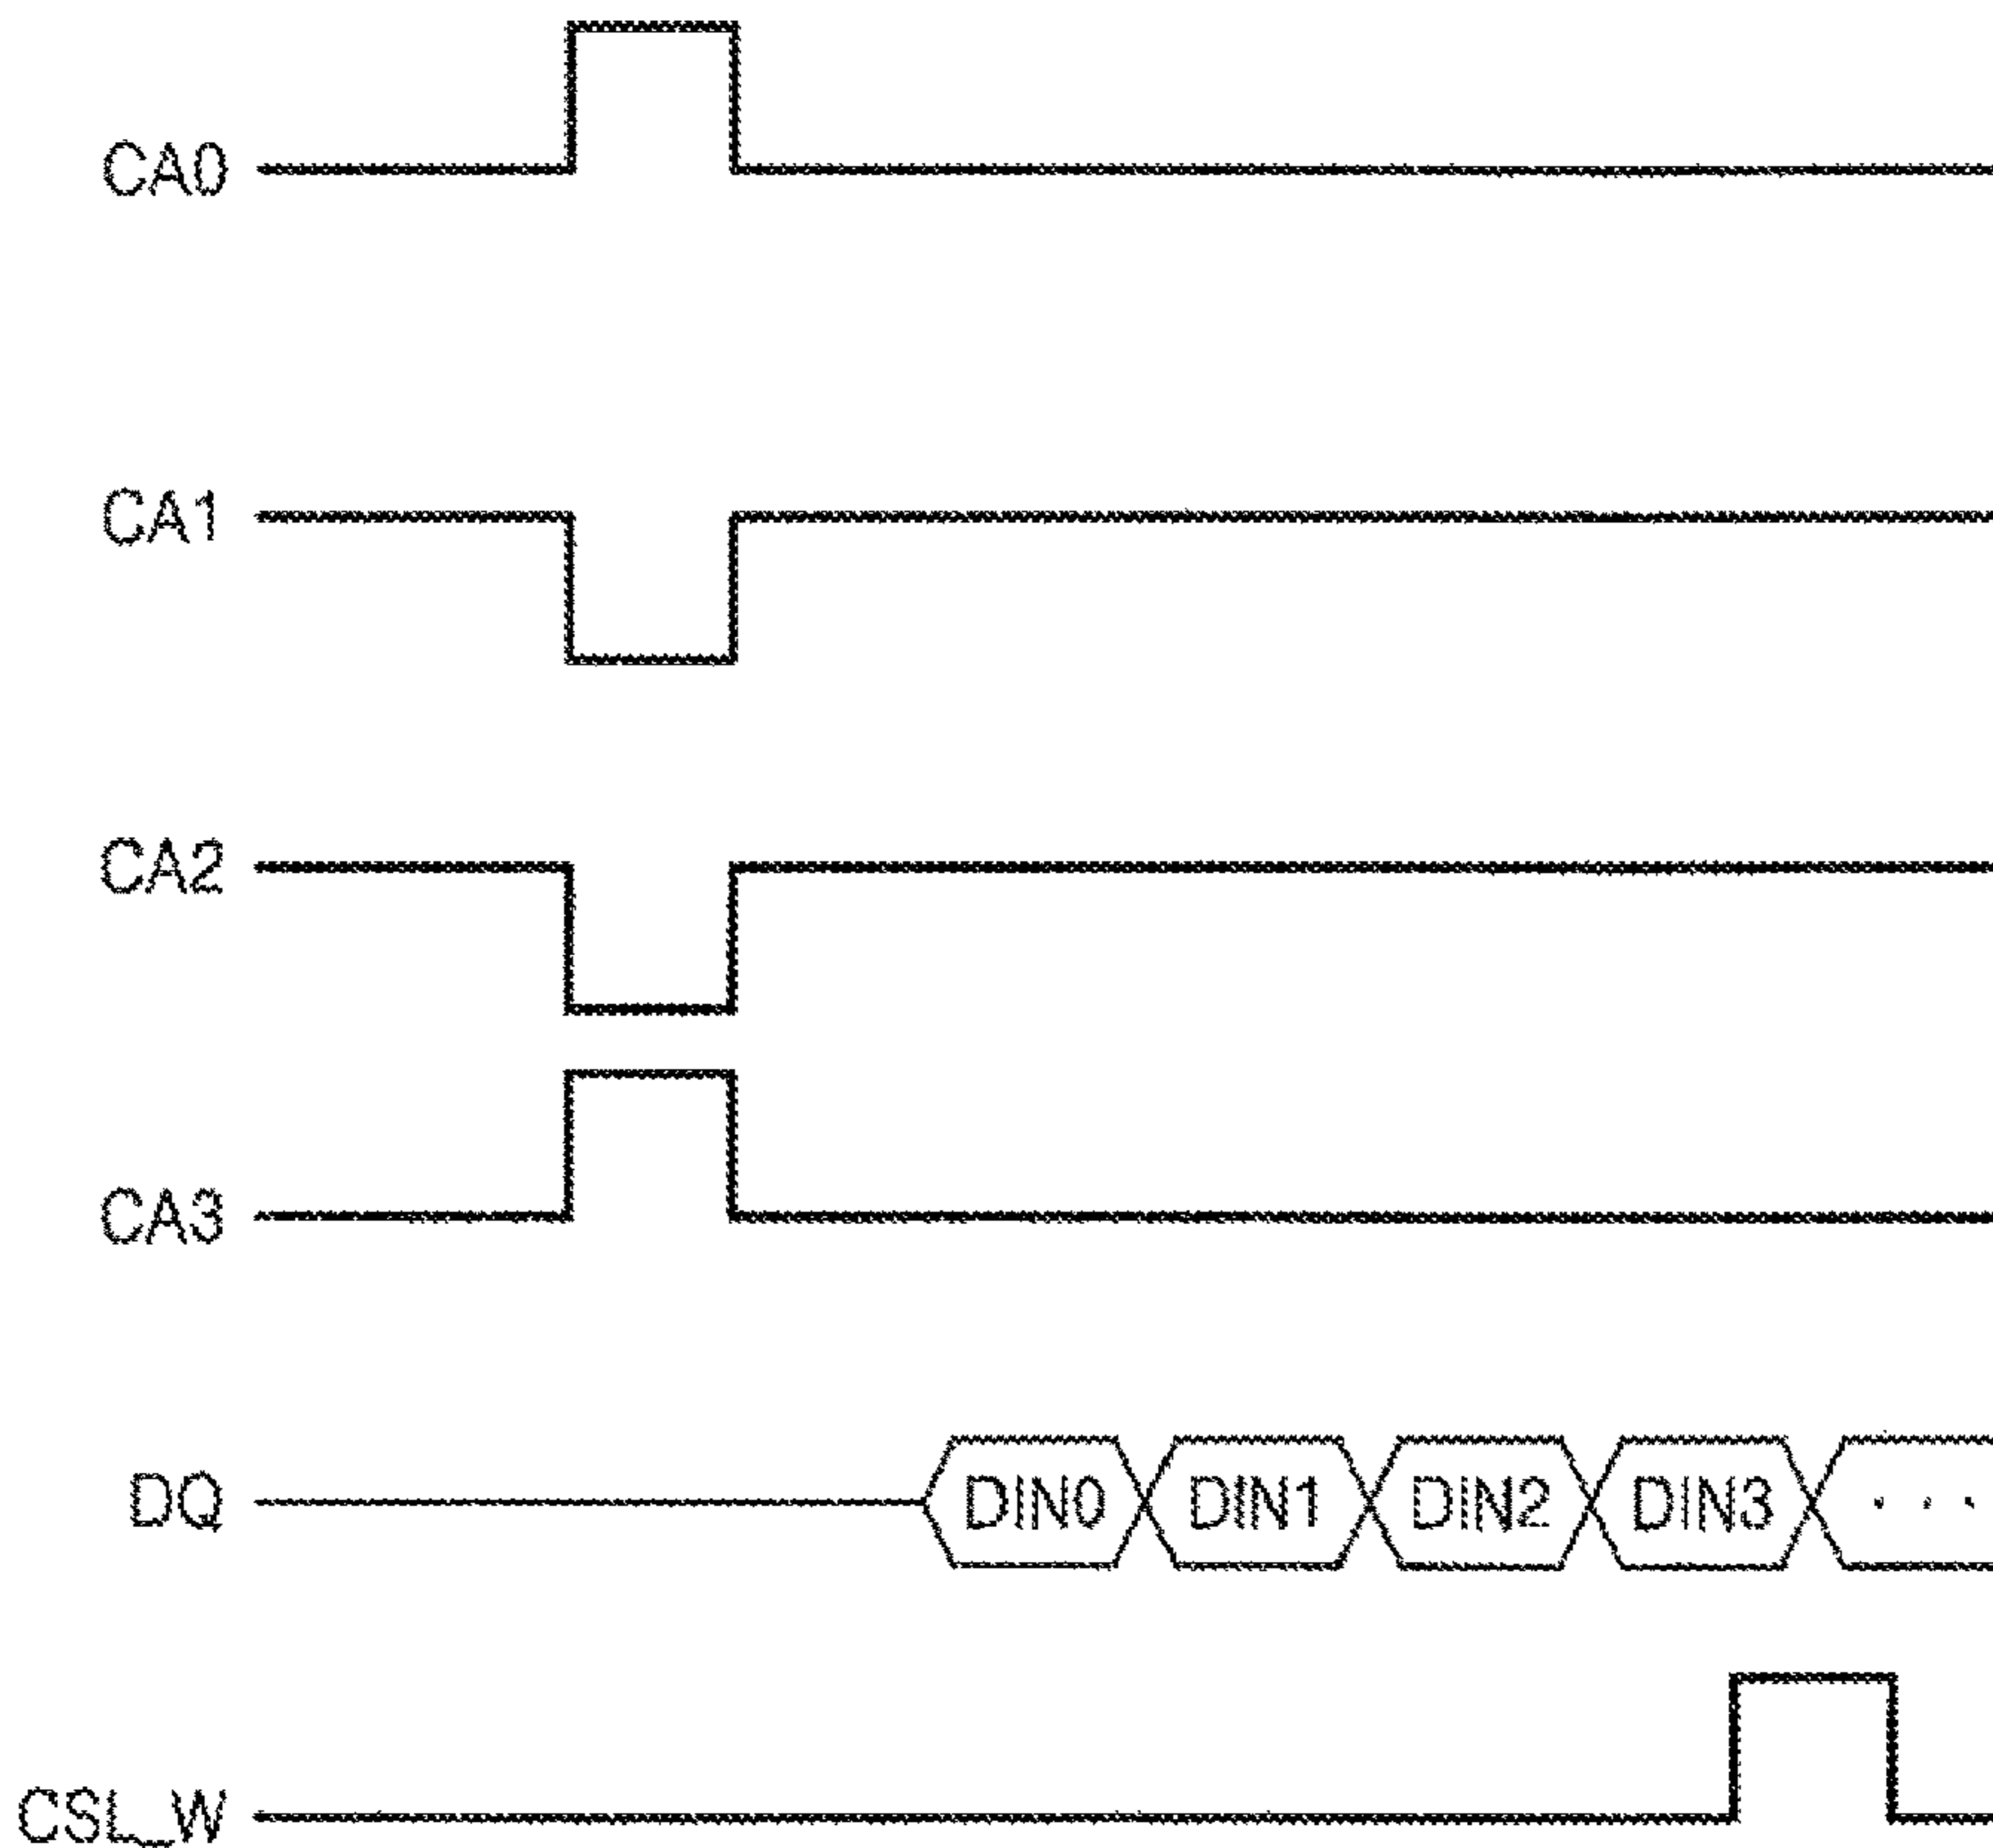 CA0
CA1
CA2
CA3
DQ DIN0 DIN1 DIN2 DIN3 ...
CSL_W